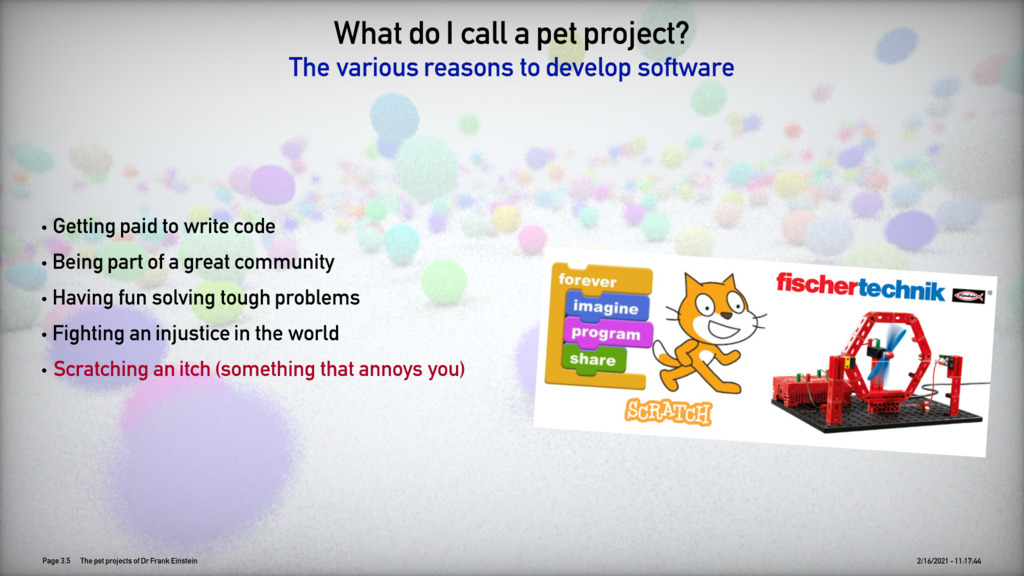 What do I call a pet project?
The various reasons to develop software
• Getting paid to write code
• Being part of a great community
• Having fun solving tough problems
• Fighting an injustice in the world
• Scratching an itch (something that annoys you)
forever
imagine
program
share
SCRATCH
fischertechnik
fischer ®
Page 3.5 The pet projects of Dr Frank Einstein
2/16/2021 - 11:17:44